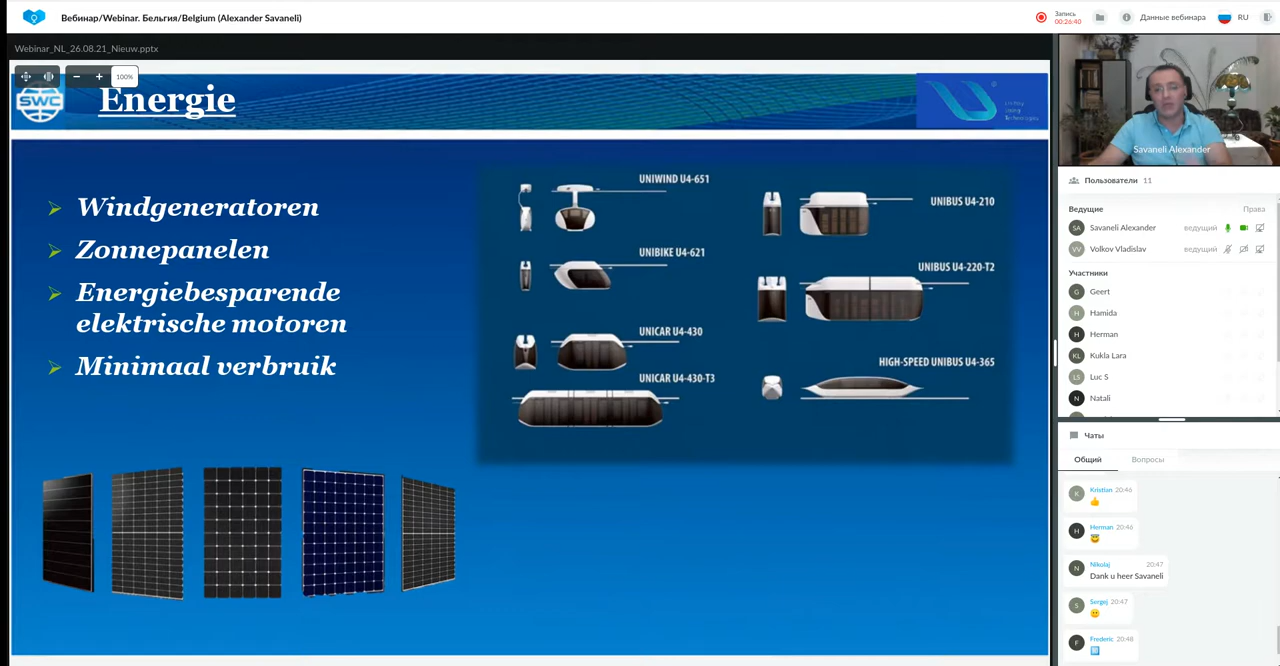 Вебинар/Webinar. Бельгия/Belgium (Alexander Savaneli)
Запись
00:26:40
Данные вебинара
RU
Webinar_NL_26.08.21_Nieuw.pptx
100%
SWC
Energie
Unitsky
String
Technologies
Windgeneratoren
Zonnepanelen
Energiebesparende
elektrische motoren
Minimaal verbruik
UNIWIND U4-651
UNIBIKE U4-621
UNICAR U4-430
UNICAR U4-430-T3
UNIBUS U4-210
UNIBUS U4-220-T2
HIGH-SPEED UNIBUS U4-365
Savaneli Alexander
Пользователи 11
Ведущие Права
SA Savaneli Alexander ведущий
VV Volkov Vladislav ведущий
Участники
G Geert
H Hamida
H Herman
KL Kukla Lara
LS Luc S
N Natali
Чаты
Общий Вопросы
K Kristian 20:46
H Herman 20:46
N Nikolaj 20:47
Dank u heer Savaneli
S Sergej 20:47
F Frederic 20:48